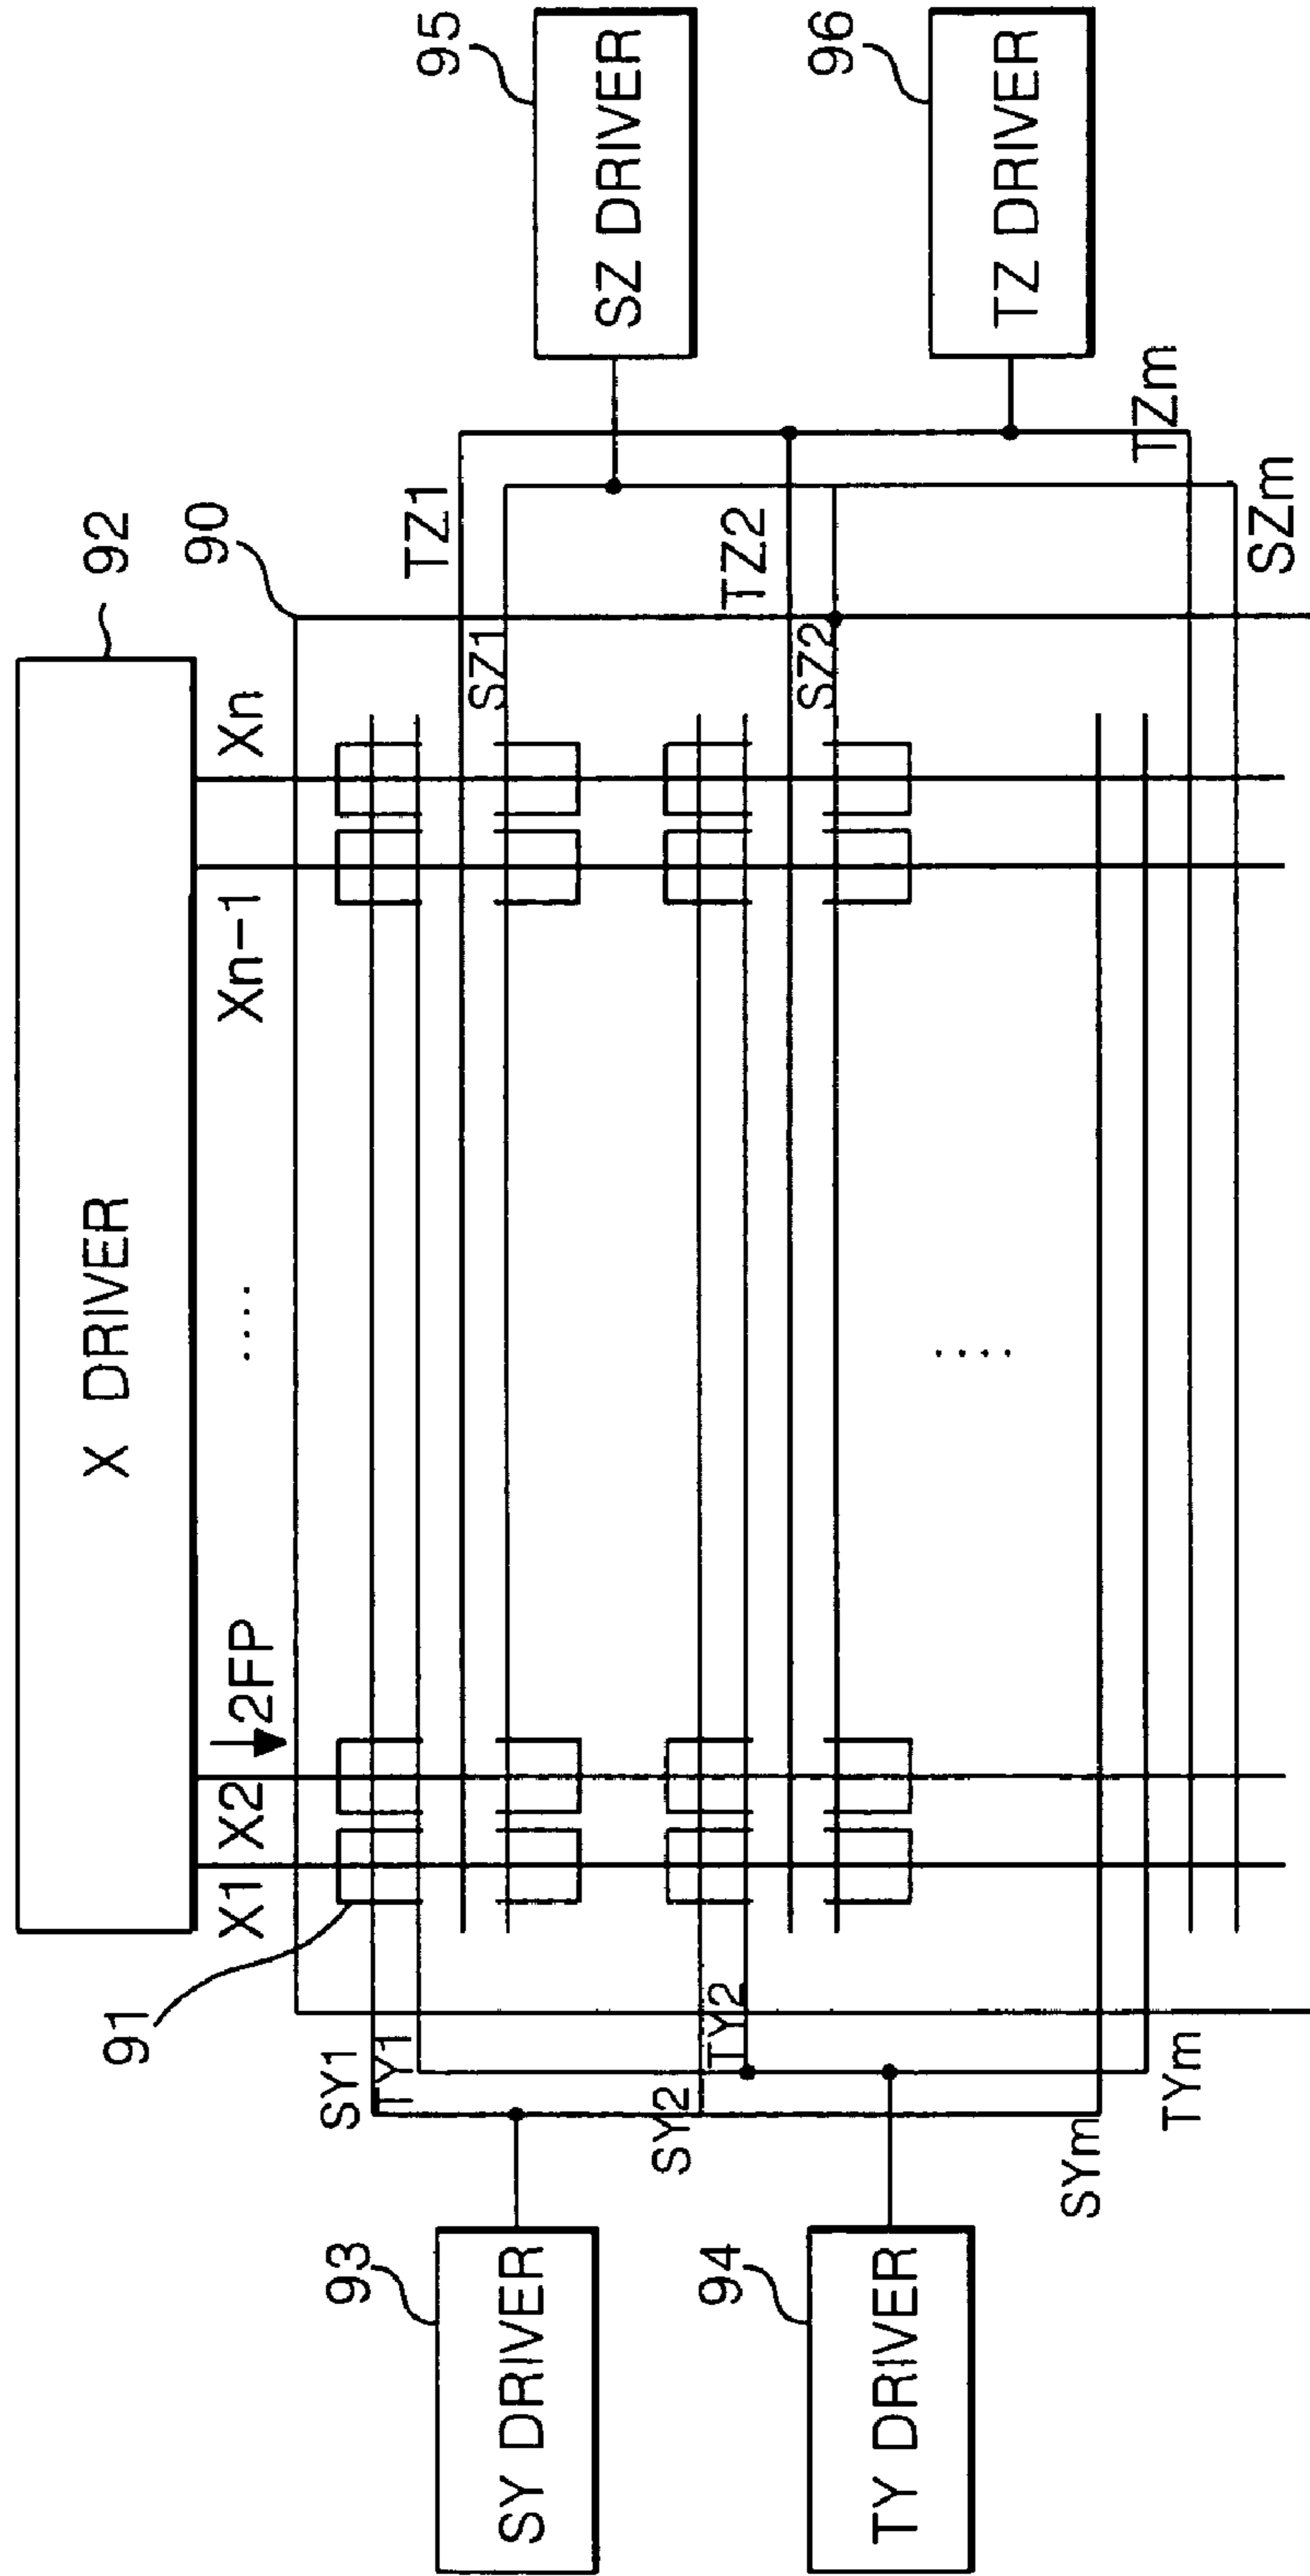 92
X DRIVER
X1
X2
2FP
....
Xn-1
Xn
90
91
SY1
TY1
TZ1
SZ1
95
SZ DRIVER
93
SY DRIVER
SY2
TY2
TZ2
SZ2
96
TZ DRIVER
94
TY DRIVER
....
SYm
TYm
TZm
SZm